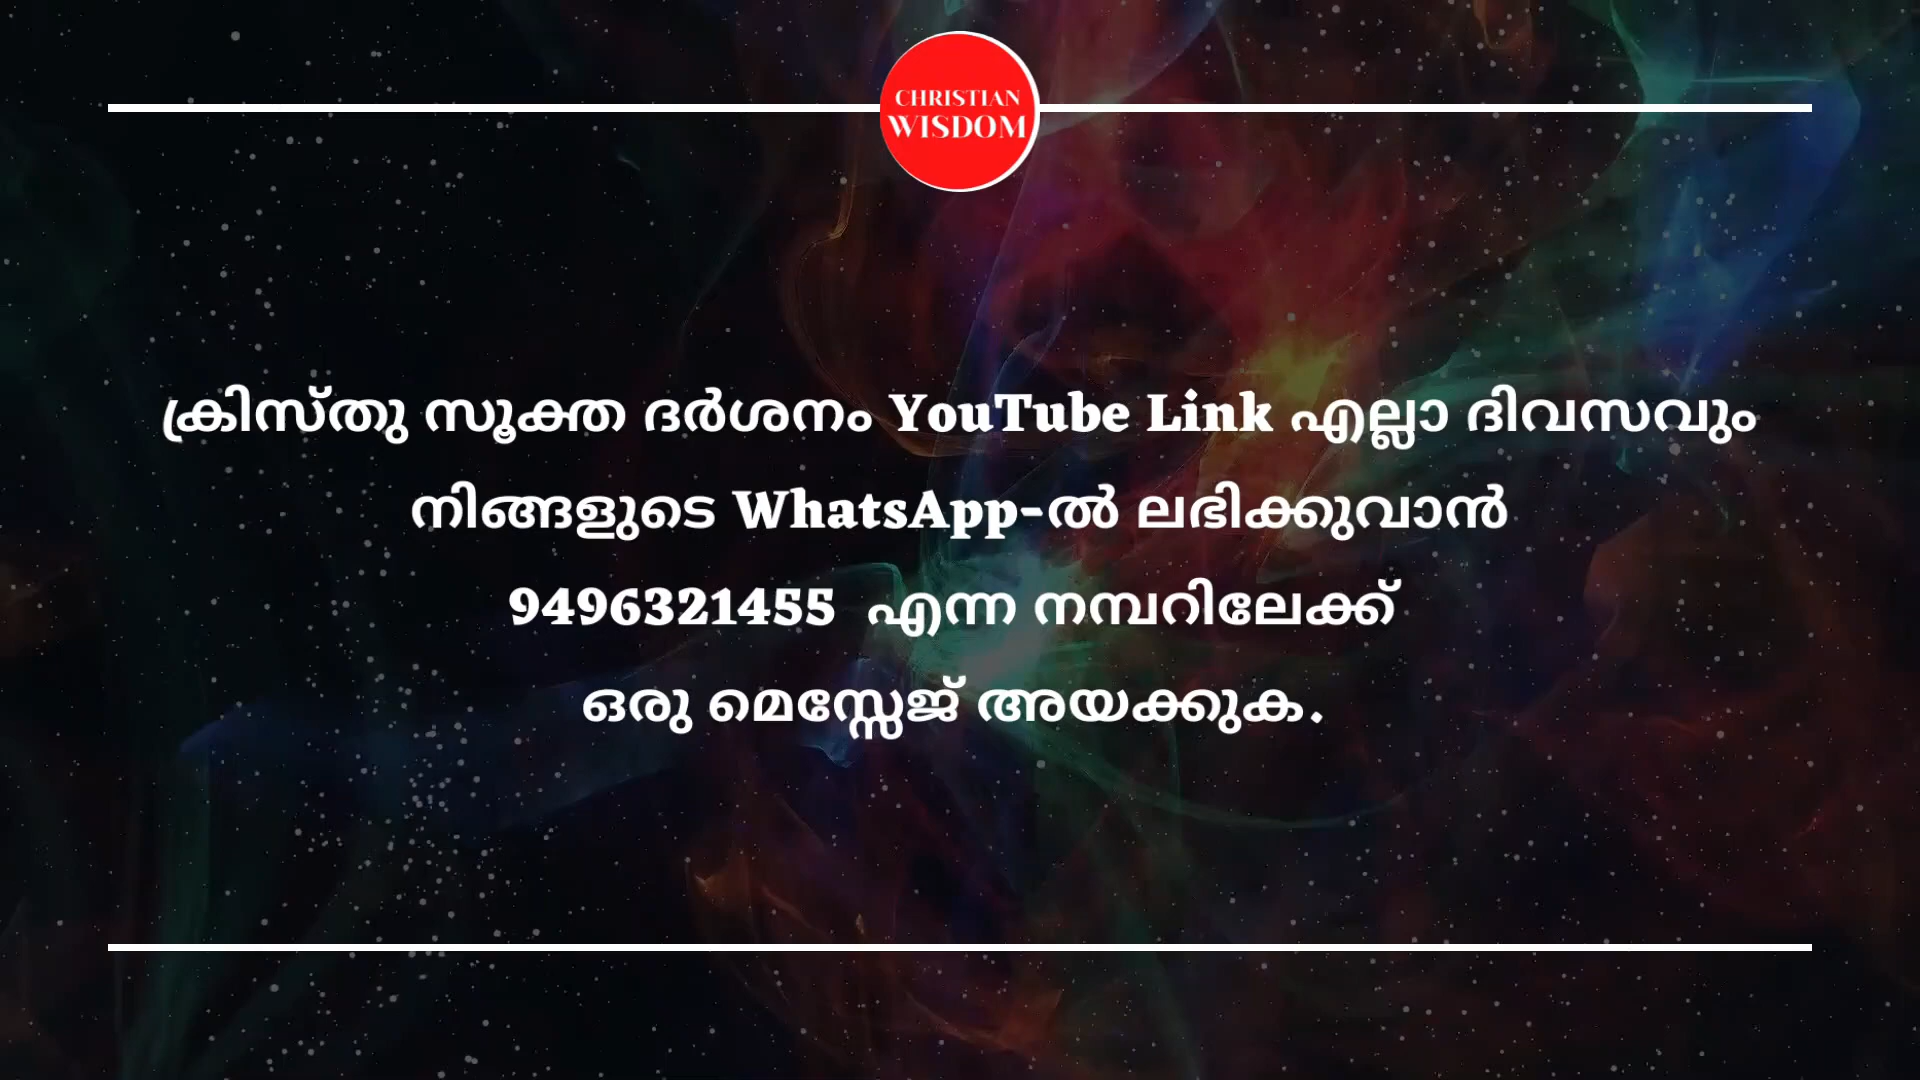 CHRISTIAN
WISDOM
ക്രിസ്തു സൂക്ത ദർശനം YouTube Link എല്ലാ ദിവസവും
നിങ്ങളുടെ WhatsApp-ൽ ലഭിക്കുവാൻ
9496321455 എന്ന നമ്പറിലേക്ക്
ഒരു മെസ്സേജ് അയക്കുക.